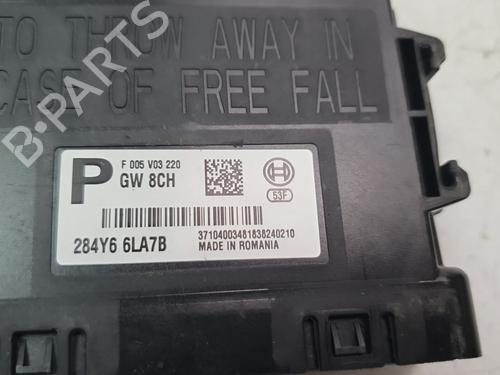 TO THROW AWAY IN
CASE OF FREE FALL
B-PARTS
P
F 005 V03 220
GW 8CH
53F
37104003481838240210
284Y6 6LA7B
MADE IN ROMANIA